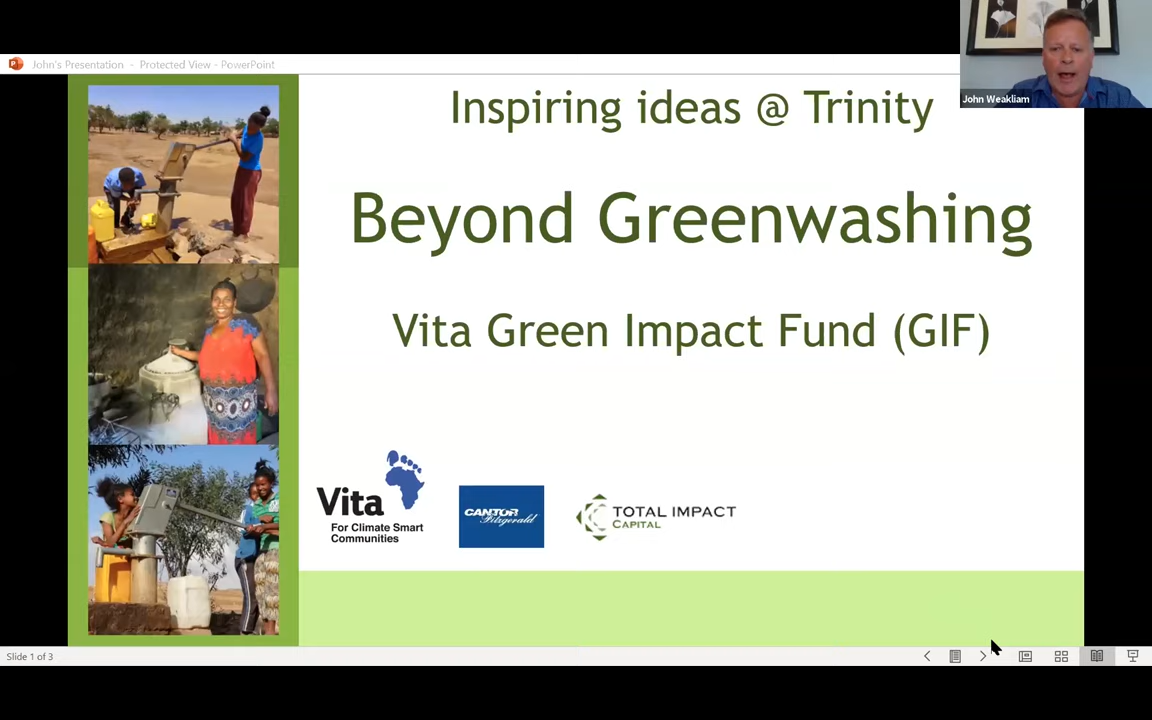 John's Presentation - Protected View - PowerPoint
John Weakliam
Inspiring ideas @ Trinity
Beyond Greenwashing
Vita Green Impact Fund (GIF)
Vita
For Climate Smart
Communities
CANTOR
Fitzgerald
TOTAL IMPACT
CAPITAL
Slide 1 of 3